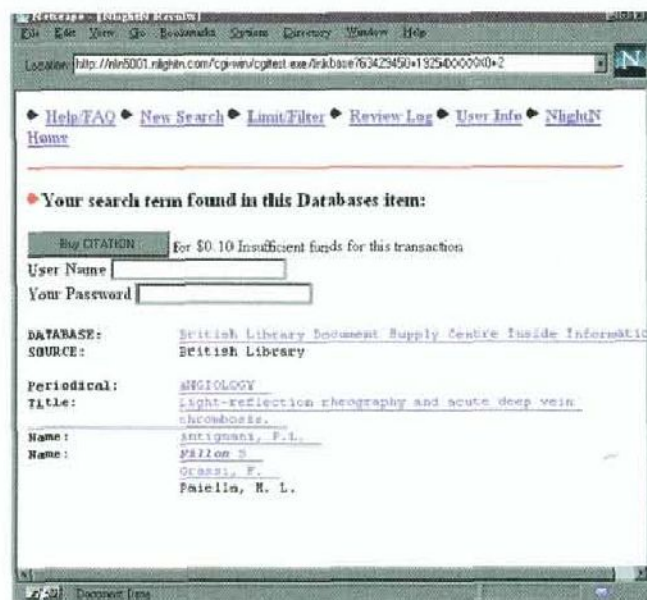 Netscape - [NlightN Results]
File Edit View Go Bookmarks Options Directory Window Help
Location: http://nln5001.nlightn.com/cgi-win/cgitest.exe/linkbase?
N
Help/FAQ New Search Limit/Filter Review Log User Info NlightN
Home
Your search term found in this Databases item:
Buy CITATION for $0.10 Insufficient funds for this transaction
User Name
Your Password
DATABASE: British Library Document Supply Centre Inside Informatio
SOURCE: British Library
Periodical: ANGIOLOGY
Title: Light-reflection rheography and acute deep vein
thrombosis.
Name: Antignani, P.L.
Name:
Grassi, F.
Paiella, M. L.
Document Done